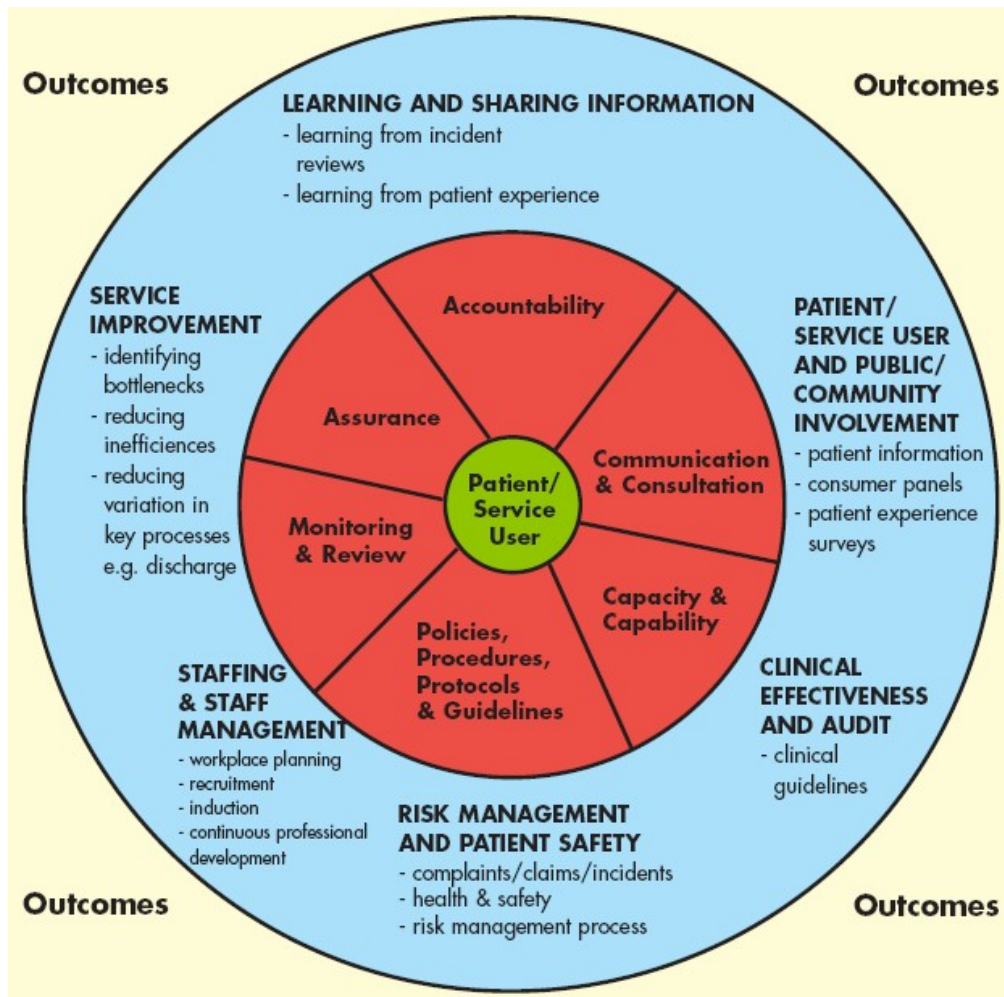 Outcomes
Outcomes
LEARNING AND SHARING INFORMATION
- learning from incident
reviews
- learning from patient experience
SERVICE
IMPROVEMENT
- identifying
bottlenecks
- reducing
inefficiences
- reducing
variation in
key processes
e.g. discharge
Accountability
Assurance
Communication
& Consultation
Patient/
Service
User
Monitoring
& Review
Capacity &
Capability
Policies,
Procedures,
Protocols
& Guidelines
PATIENT/
SERVICE USER
AND PUBLIC/
COMMUNITY
INVOLVEMENT
- patient information
- consumer panels
- patient experience
surveys
STAFFING
& STAFF
MANAGEMENT
- workplace planning
- recruitment
- induction
- continuous professional
development
RISK MANAGEMENT
AND PATIENT SAFETY
- complaints/claims/incidents
- health & safety
- risk management process
CLINICAL
EFFECTIVENESS
AND AUDIT
- clinical
guidelines
Outcomes
Outcomes